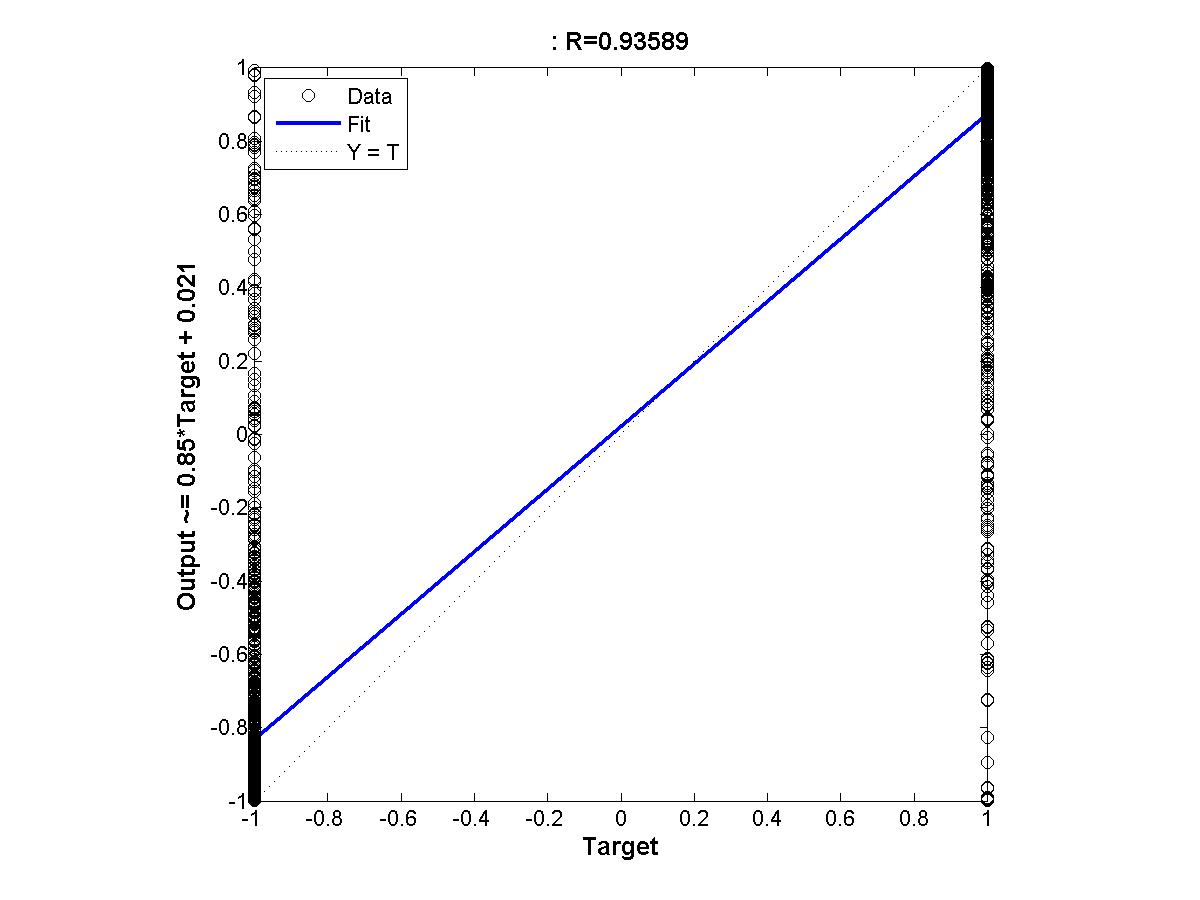 : R=0.93589
Data
Fit
Y = T
Output ~= 0.85*Target + 0.021
1
0.8
0.6
0.4
0.2
0
-0.2
-0.4
-0.6
-0.8
-1
-1 -0.8 -0.6 -0.4 -0.2 0 0.2 0.4 0.6 0.8 1
Target